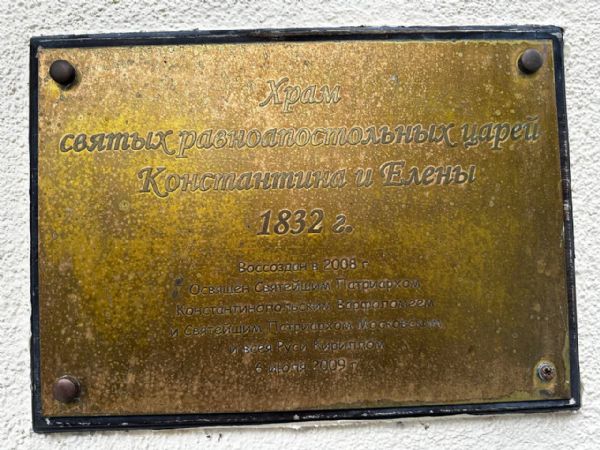 Храм
святых равноапостольных царей
Константина и Елены
1832 г.
Воссоздан в 2008 г.
Освящен Святейшим Патриархом
Константинопольским Варфоломеем
и Святейшим Патриархом Московским
и всея Руси Кириллом
6 июля 2009 г.